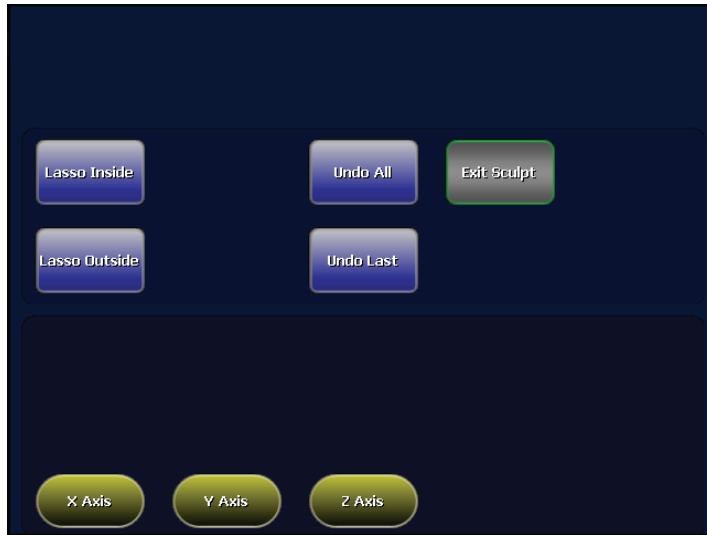 Lasso Inside
Undo All
Exit Sculpt
Lasso Outside
Undo Last
X Axis
Y Axis
Z Axis